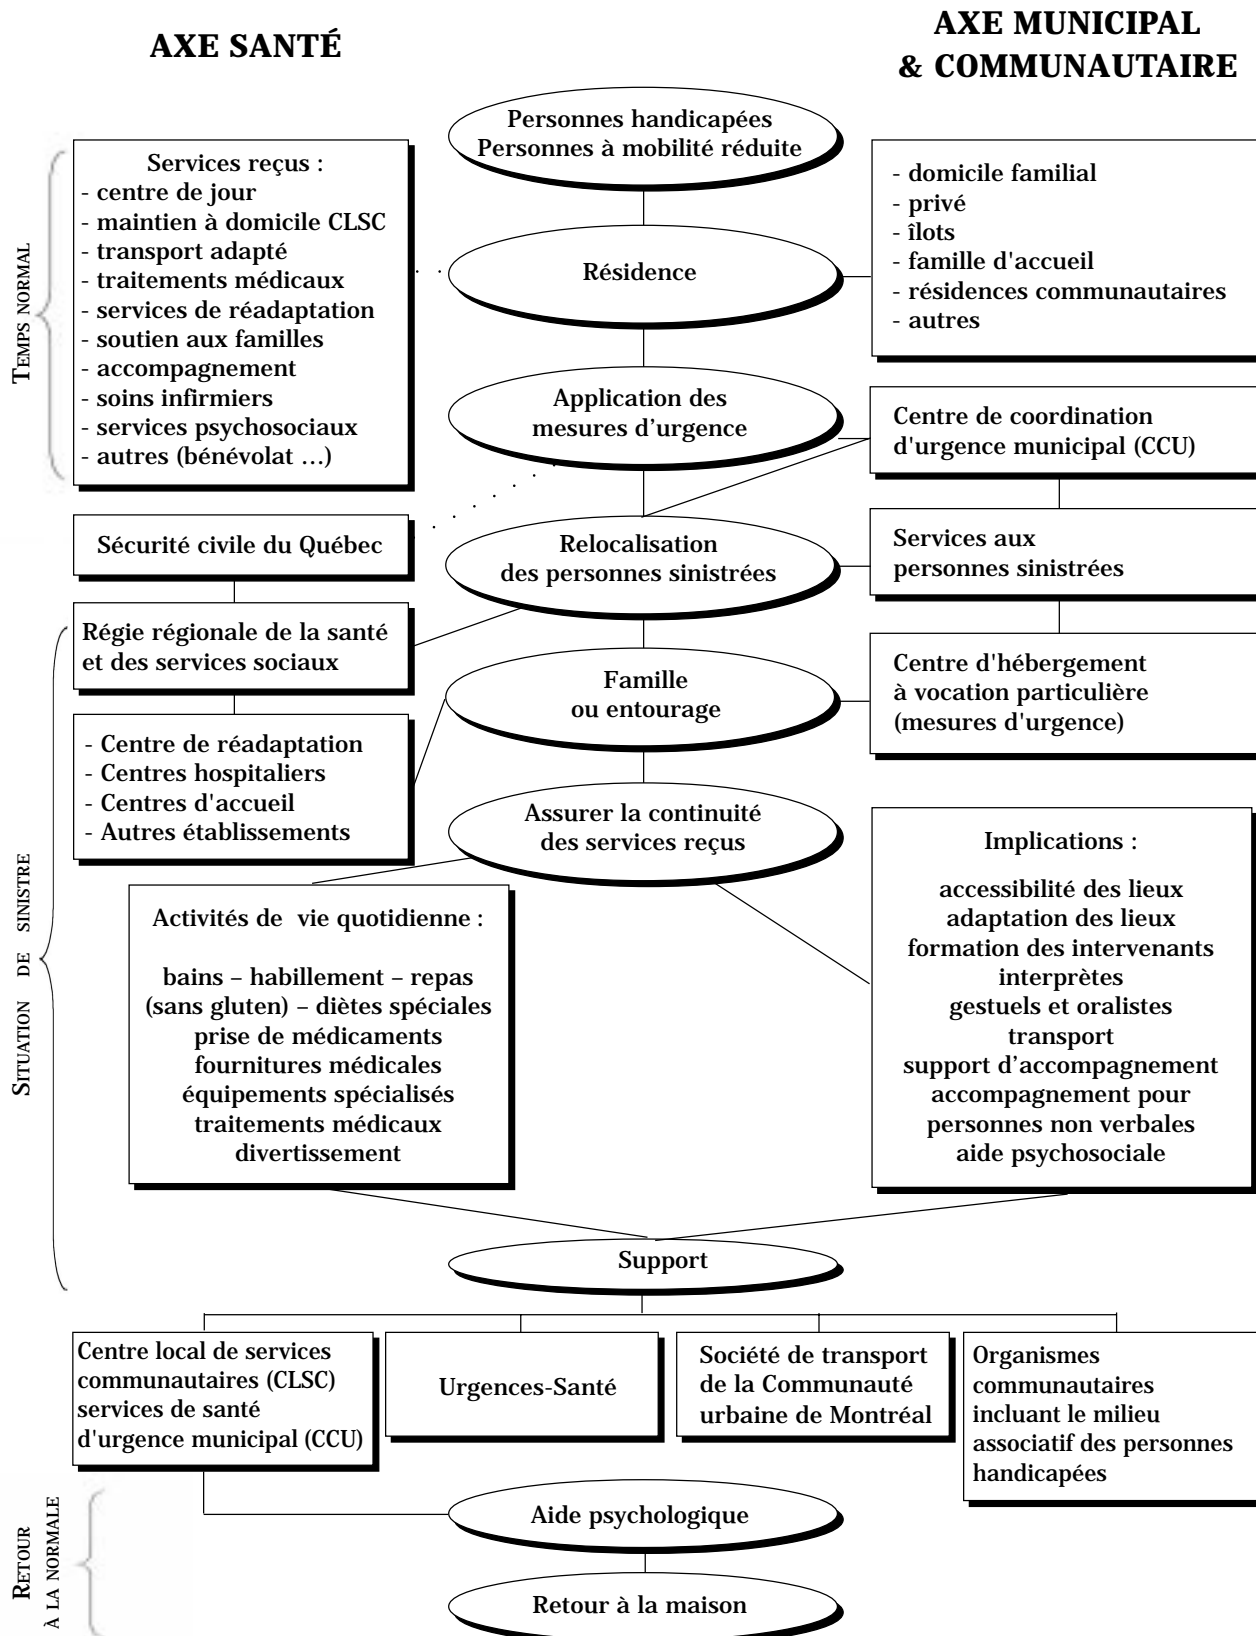 AXE SANTÉ
AXE MUNICIPAL
& COMMUNAUTAIRE
Personnes handicapées
Personnes à mobilité réduite
TEMPS NORMAL
Services reçus :
- centre de jour
- maintien à domicile CLSC
- transport adapté
- traitements médicaux
- services de réadaptation
- soutien aux familles
- accompagnement
- soins infirmiers
- services psychosociaux
- autres (bénévolat …)
Résidence
- domicile familial
- privé
- îlots
- famille d'accueil
- résidences communautaires
- autres
Application des
mesures d’urgence
Centre de coordination
d'urgence municipal (CCU)
Sécurité civile du Québec
Relocalisation
des personnes sinistrées
Services aux
personnes sinistrées
SITUATION DE SINISTRE
Régie régionale de la santé
et des services sociaux
Famille
ou entourage
Centre d'hébergement
à vocation particulière
(mesures d'urgence)
- Centre de réadaptation
- Centres hospitaliers
- Centres d'accueil
- Autres établissements
Assurer la continuité
des services reçus
Activités de vie quotidienne :
bains – habillement – repas
(sans gluten) – diètes spéciales
prise de médicaments
fournitures médicales
équipements spécialisés
traitements médicaux
divertissement
Implications :
accessibilité des lieux
adaptation des lieux
formation des intervenants
interprètes
gestuels et oralistes
transport
support d’accompagnement
accompagnement pour
personnes non verbales
aide psychosociale
Support
Centre local de services
communautaires (CLSC)
services de santé
d'urgence municipal (CCU)
Urgences-Santé
Société de transport
de la Communauté
urbaine de Montréal
Organismes
communautaires
incluant le milieu
associatif des personnes
handicapées
RETOUR
À LA NORMALE
Aide psychologique
Retour à la maison